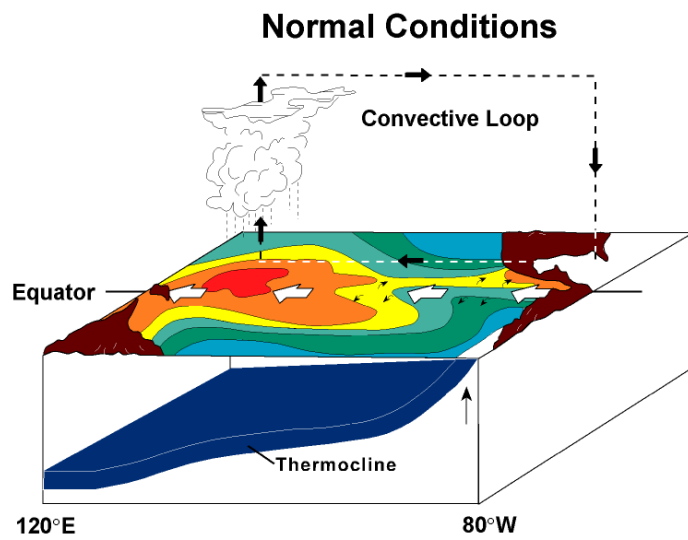 Normal Conditions
Convective Loop
Equator
Thermocline
120°E
80°W